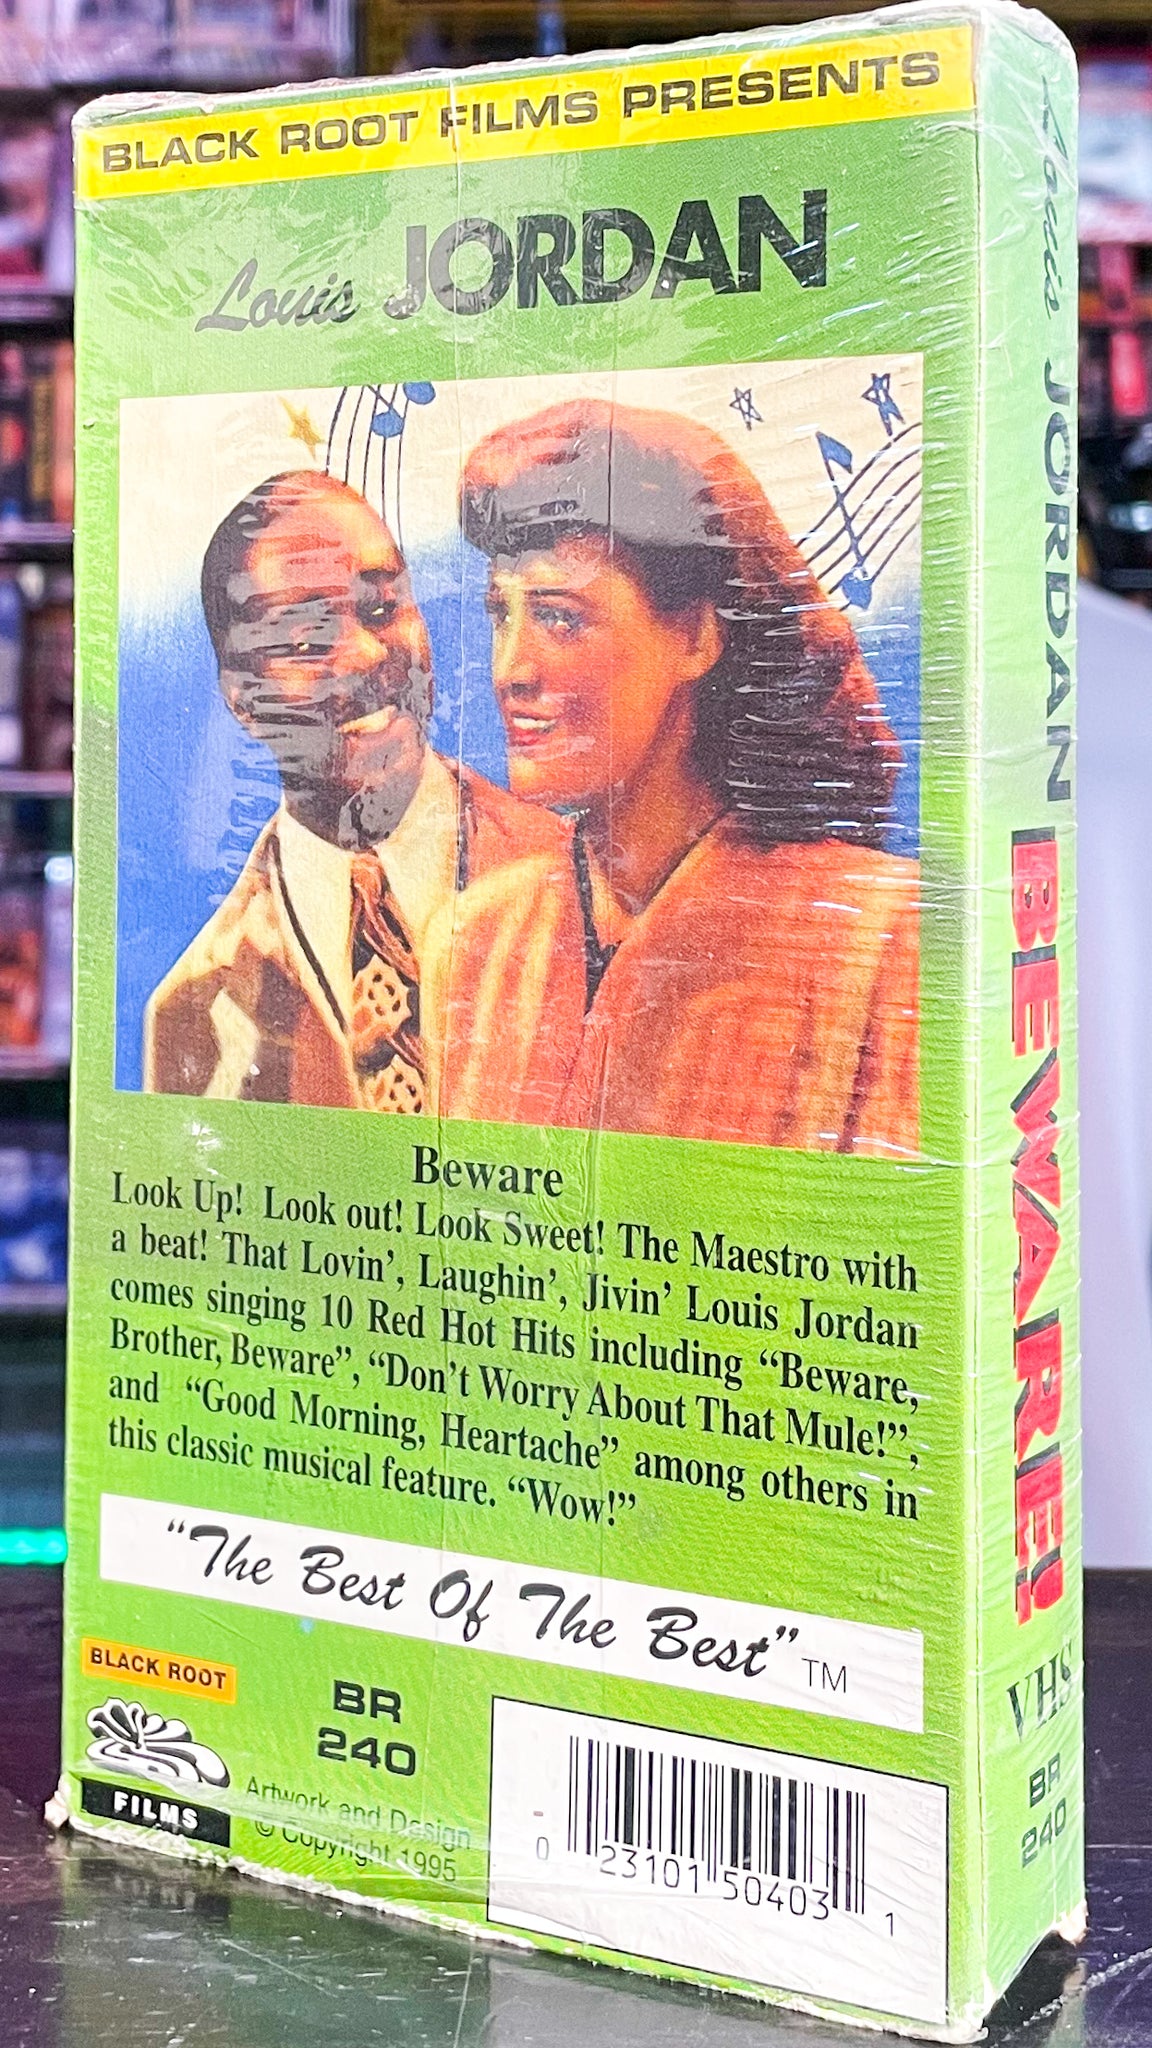 BLACK ROOT FILMS PRESENTS
Louis JORDAN
Beware
Look Up! Look out! Look Sweet! The Maestro with
a beat! That Lovin', Laughin', Jivin' Louis Jordan
comes singing 10 Red Hot Hits including "Beware,
Brother, Beware", "Don't Worry About That Mule!",
and "Good Morning, Heartache" among others in
this classic musical feature. "Wow!"
"The Best Of The Best" TM
BLACK ROOT
FILMS
BR
240
Artwork and Design
© Copyright 1995
0 23101 50403 1
Louis JORDAN BEWARE! VHS
BR
240